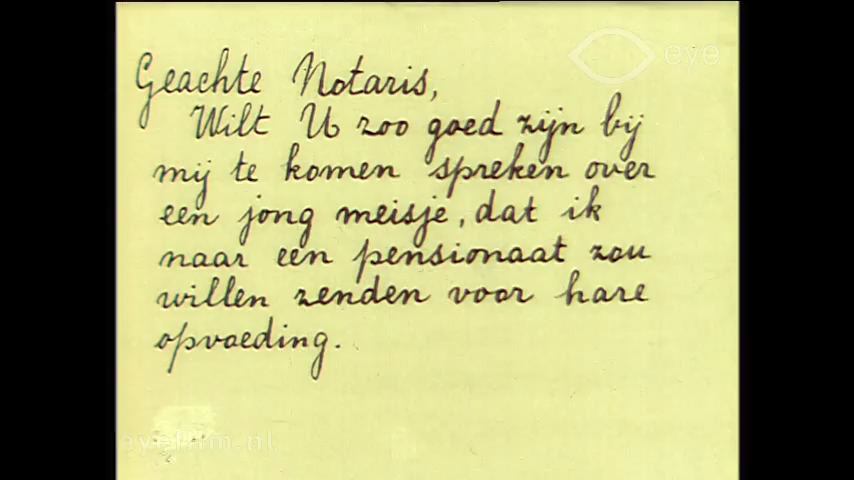 eye
Geachte Notaris,
Wilt U zoo goed zijn bij
mij te komen spreken over
een jong meisje, dat ik
naar een pensionaat zou
willen zenden voor hare
opvoeding.
eyefilm.nl